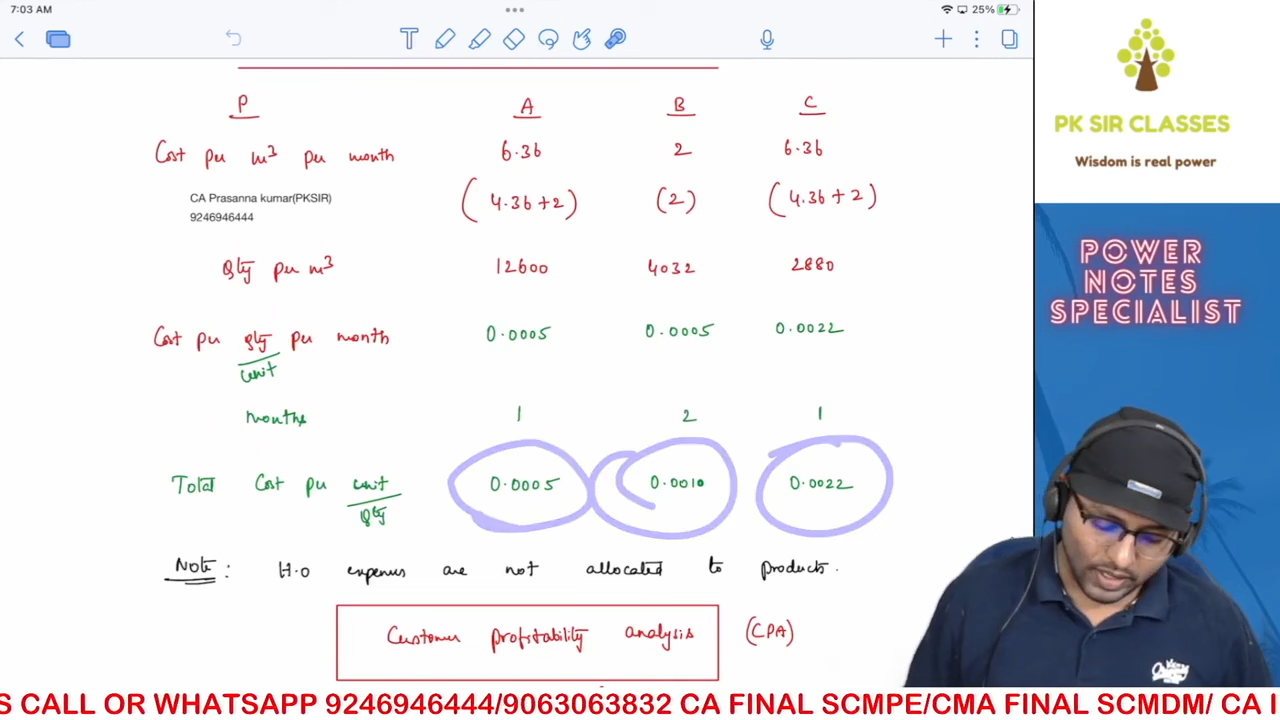 7:03 AM
25%
T
P A B C
Cost per m³ per month 6.36 2 6.36
CA Prasanna kumar(PKSIR)
9246946444
(4.36+2) (2) (4.36+2)
Qty per m³ 12600 4032 2880
Cost per qty per month 0.0005 0.0005 0.0022
unit
months 1 2 1
Total Cost per unit 0.0005 0.0010 0.0022
qty
Note: H.O expenses are not allocated to products.
Customer profitability analysis (CPA)
PK SIR CLASSES
Wisdom is real power
POWER
NOTES
SPECIALIST
S CALL OR WHATSAPP 9246946444/9063063832 CA FINAL SCMPE/CMA FINAL SCMDM/ CA I